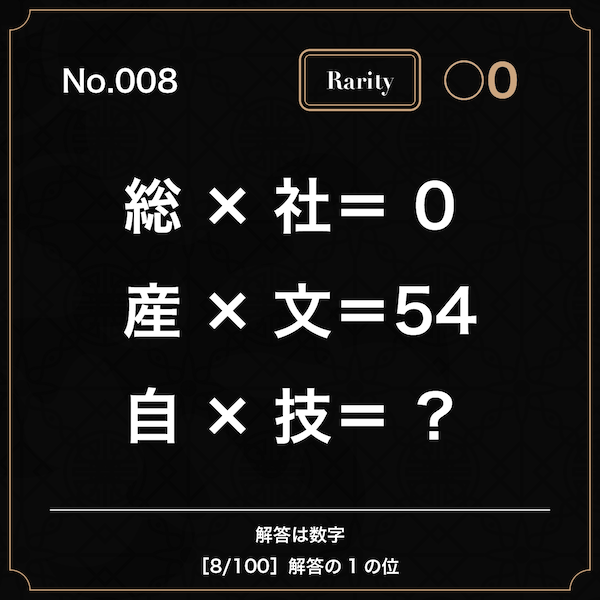 No.008 Rarity ○0
総 × 社＝ 0
産 × 文＝54
自 × 技＝ ?
解答は数字
［8/100］解答の 1 の位